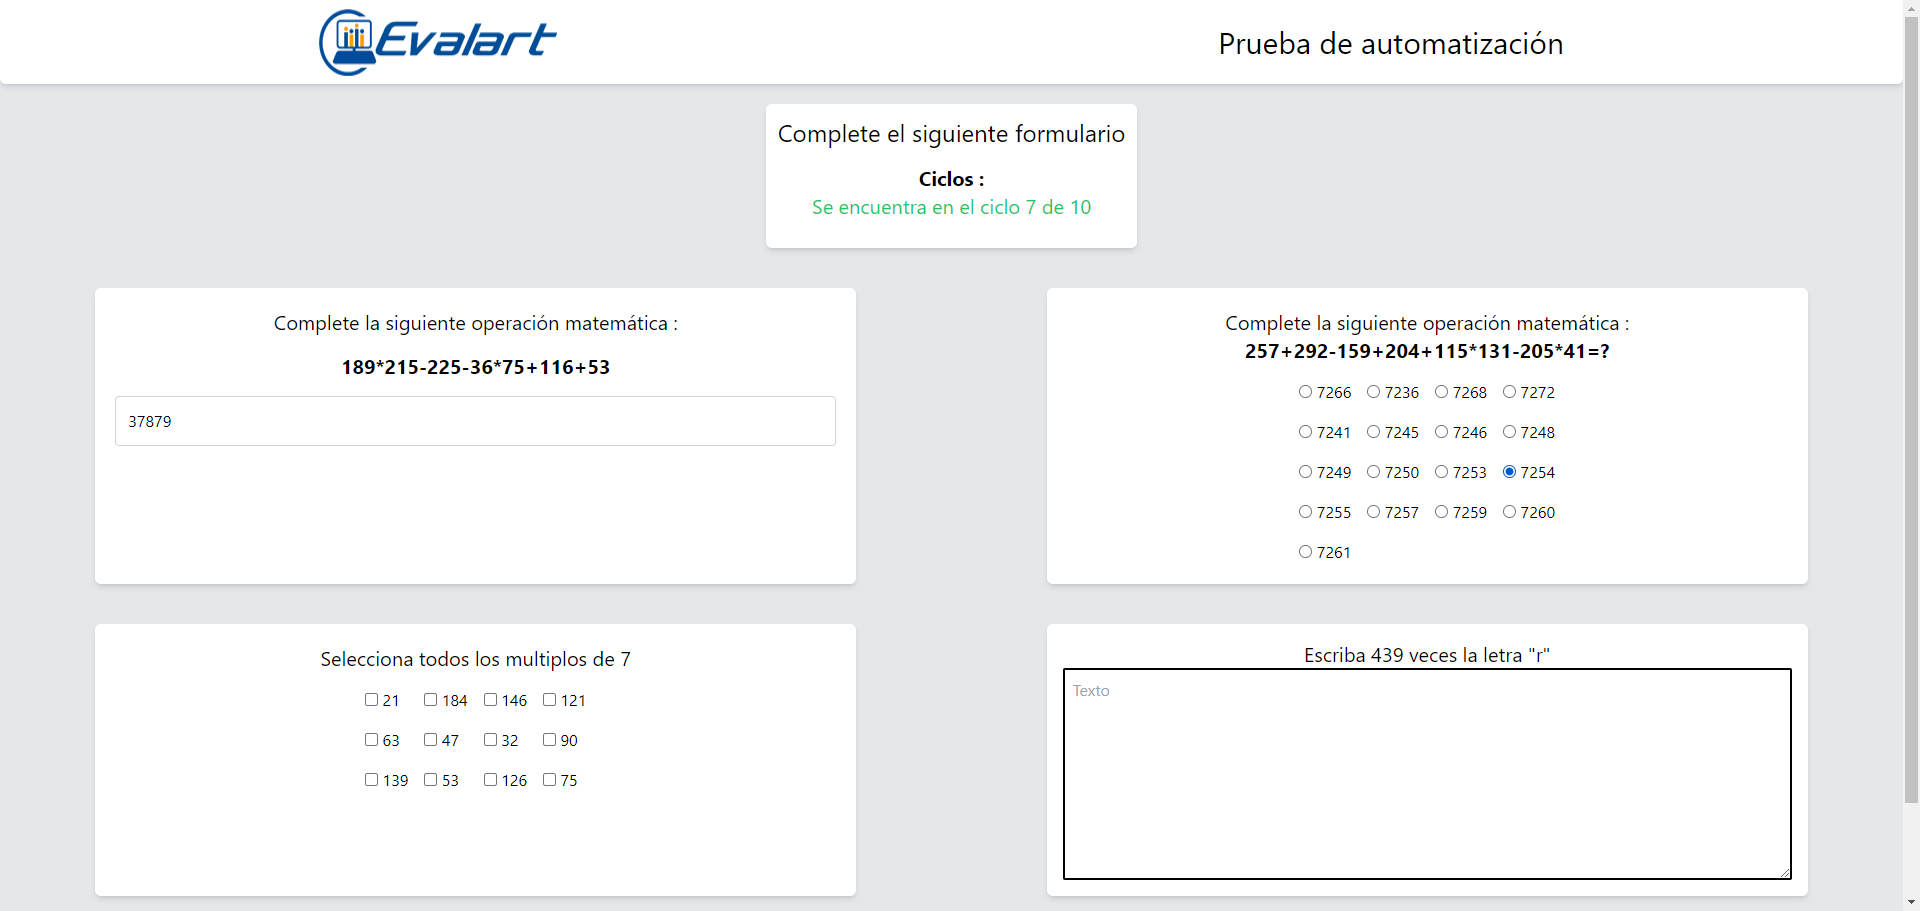 Evalart
Prueba de automatización
Complete el siguiente formulario
Ciclos :
Se encuentra en el ciclo 7 de 10
Complete la siguiente operación matemática :
189*215-225-36*75+116+53
37879
Complete la siguiente operación matemática :
257+292-159+204+115*131-205*41=?
7266 7236 7268 7272
7241 7245 7246 7248
7249 7250 7253 7254
7255 7257 7259 7260
7261
Selecciona todos los multiplos de 7
21 184 146 121
63 47 32 90
139 53 126 75
Escriba 439 veces la letra "r"
Texto